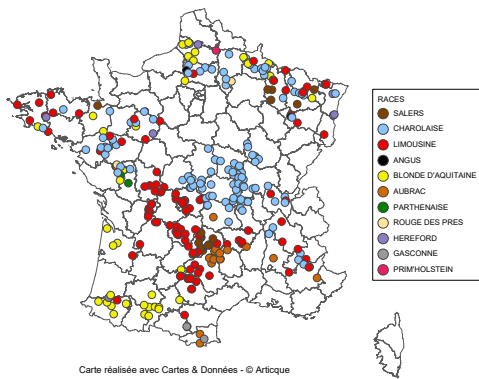 RACES
SALERS
CHAROLAISE
LIMOUSINE
ANGUS
BLONDE D'AQUITAINE
AUBRAC
PARTHENAISE
ROUGE DES PRES
HEREFORD
GASCONNE
PRIM'HOLSTEIN
Carte réalisée avec Cartes & Données - © Articque